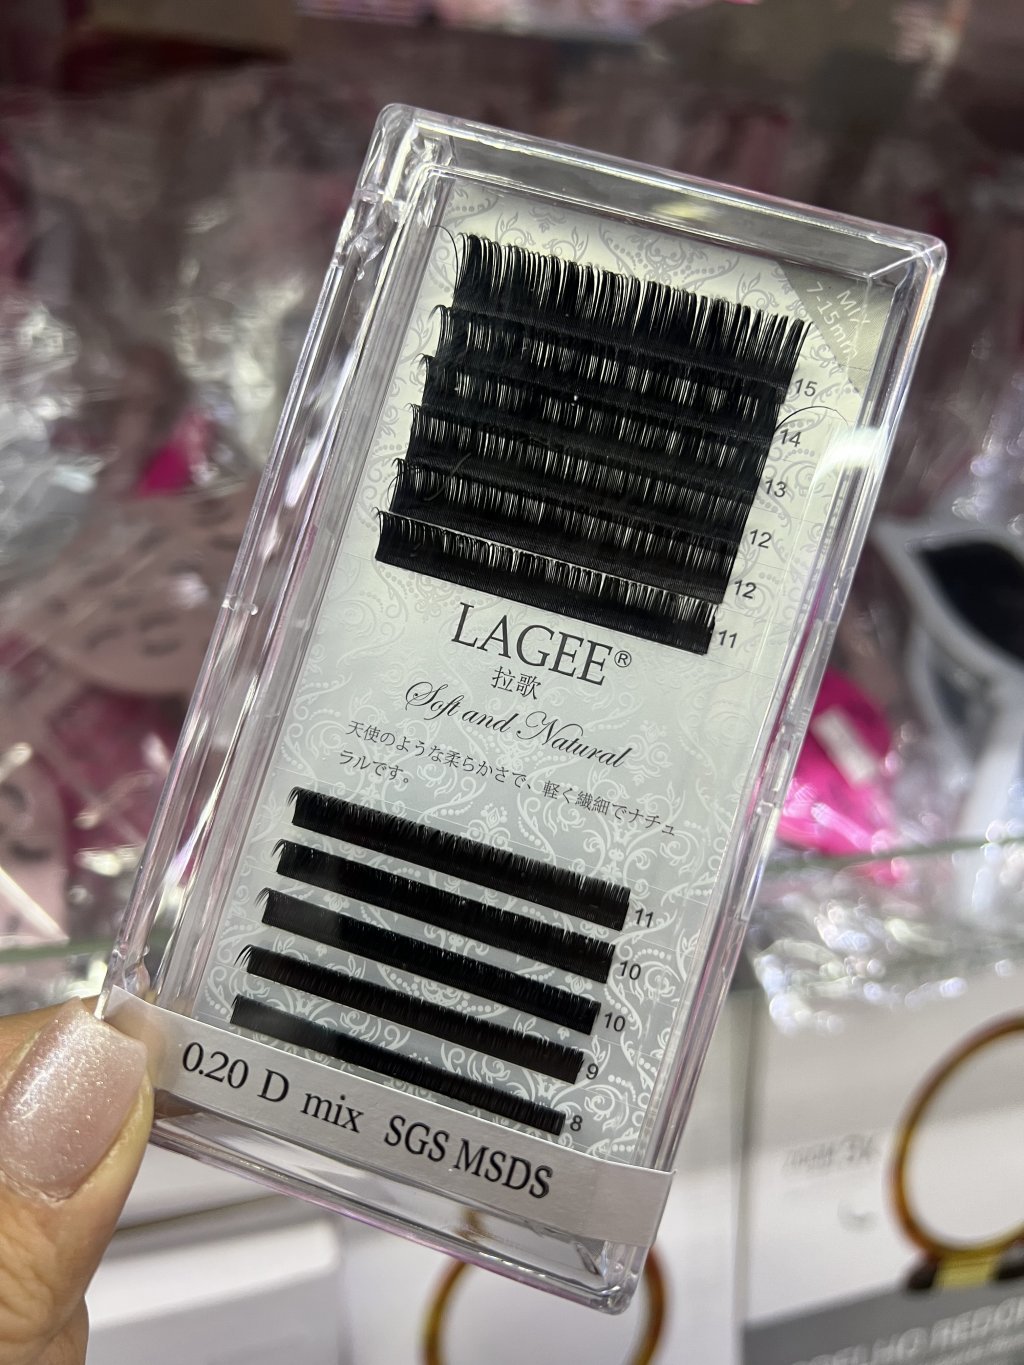 MIX
7-15mm
15
14
13
12
12
11
LAGEE®
拉歌
Soft and Natural
天使のような柔らかさで、軽く繊細でナチュ
ラルです。
11
10
10
9
8
0.20 D mix SGS MSDS